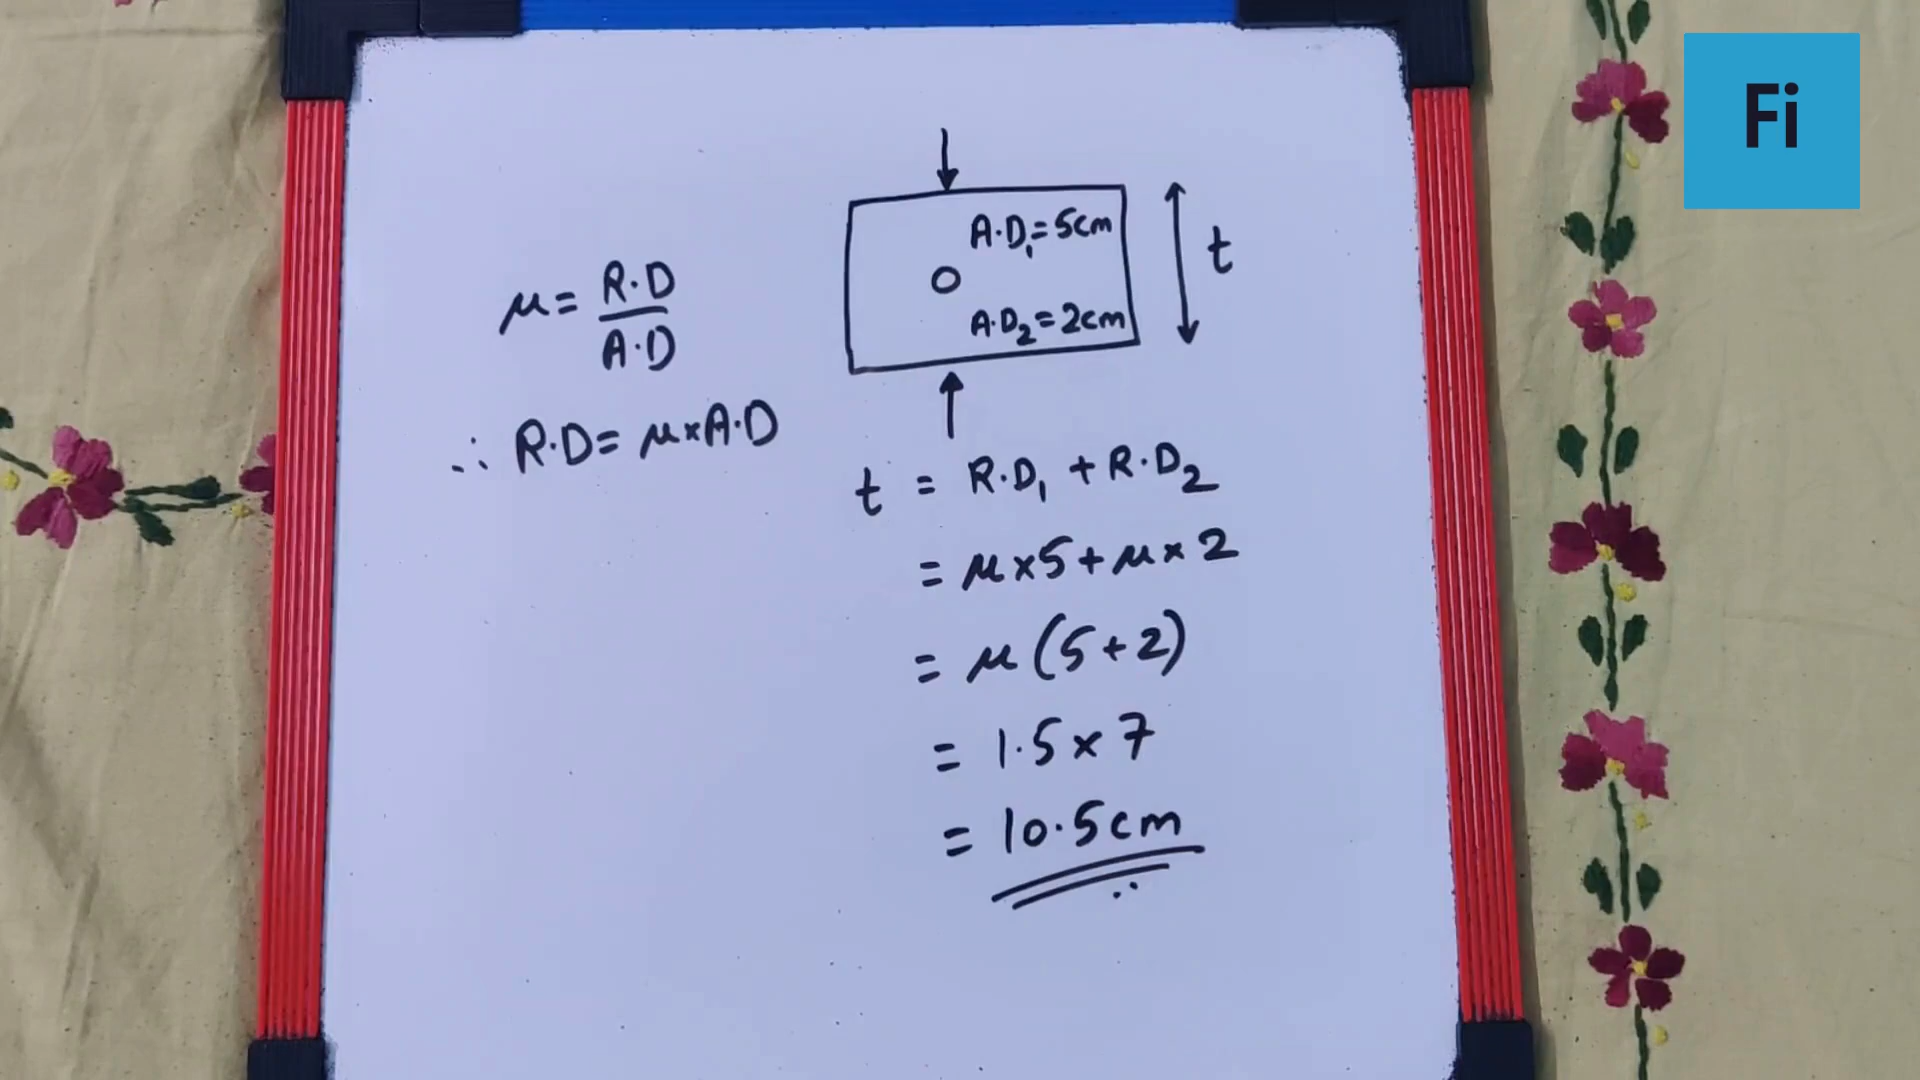 Fi
A.D₁=5cm
t
A.D₂=2cm
μ= R.D / A.D
∴ R.D= μ×A.D
t = R.D₁ + R.D₂
= μ×5+μ×2
= μ(5+2)
= 1.5×7
= 10.5cm